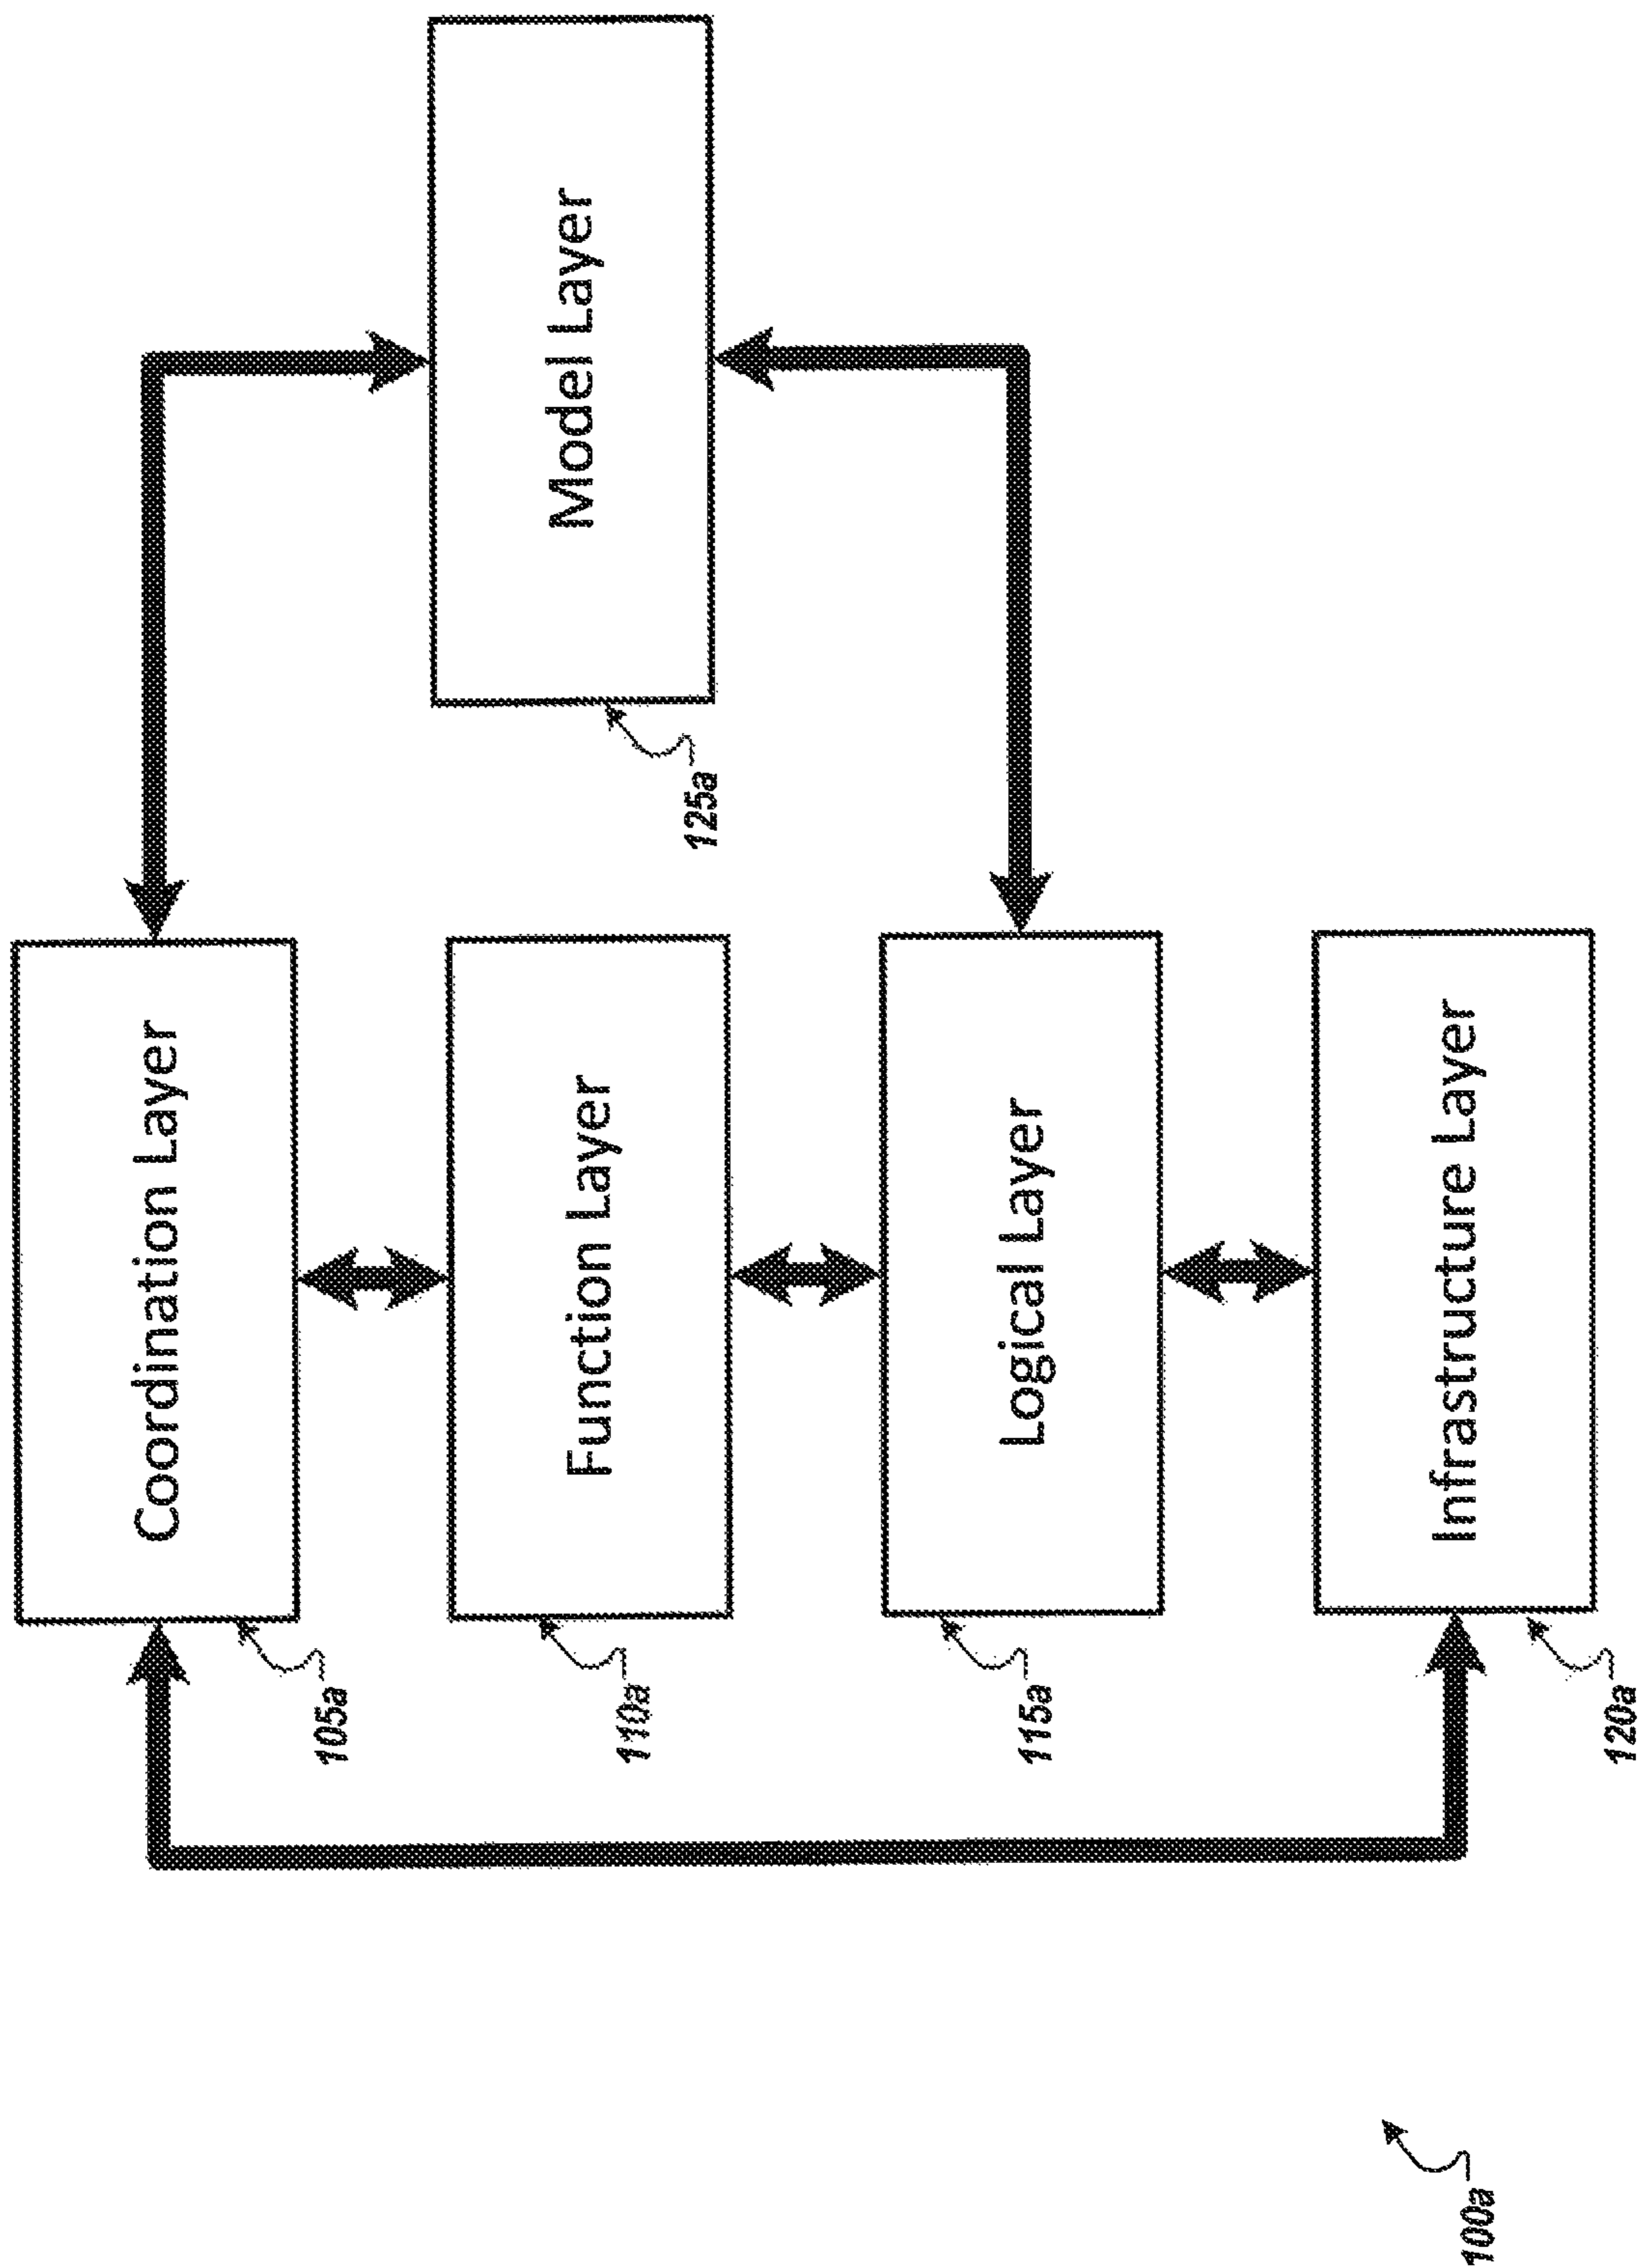 Coordination Layer
105a
Function Layer
110a
Model Layer
125a
Logical Layer
115a
Infrastructure Layer
120a
100a